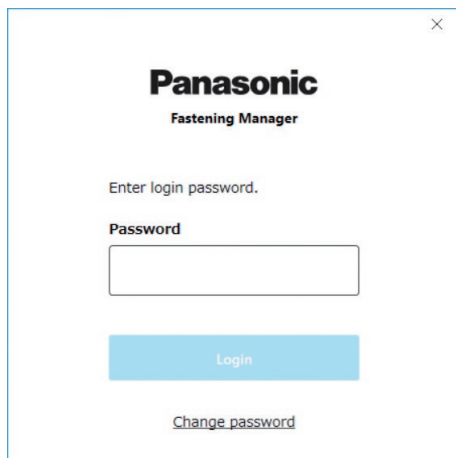 Panasonic
Fastening Manager
Enter login password.
Password
Login
Change password